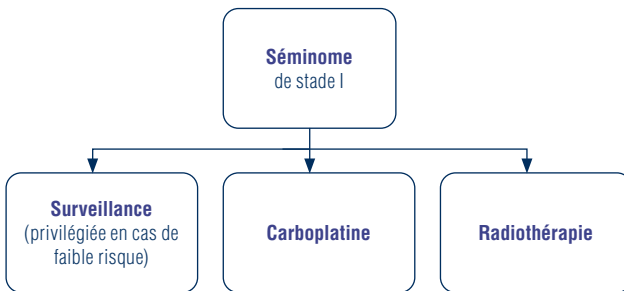 Séminome
de stade I
Surveillance
(privilégiée en cas de
faible risque)
Carboplatine
Radiothérapie